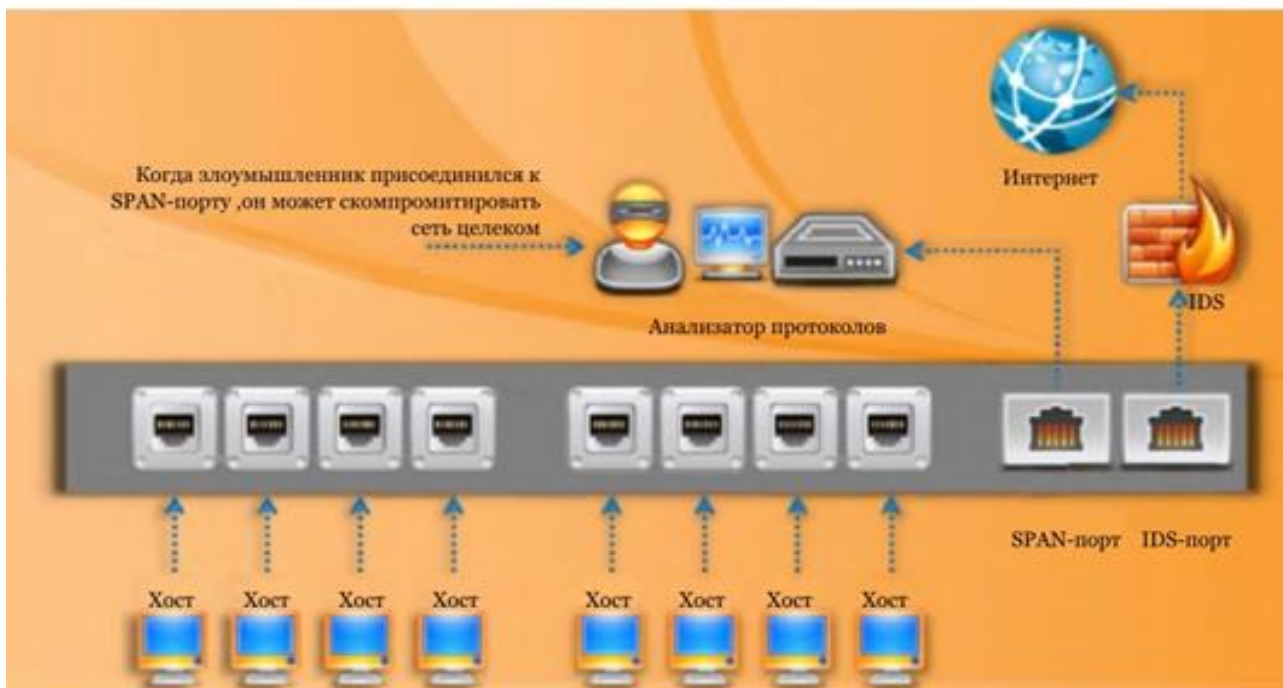 Интернет
Когда злоумышленник присоединился к
SPAN-порту ,он может скомпромитировать
сеть целеком
IDS
Анализатор протоколов
SPAN-порт IDS-порт
Хост Хост Хост Хост Хост Хост Хост Хост